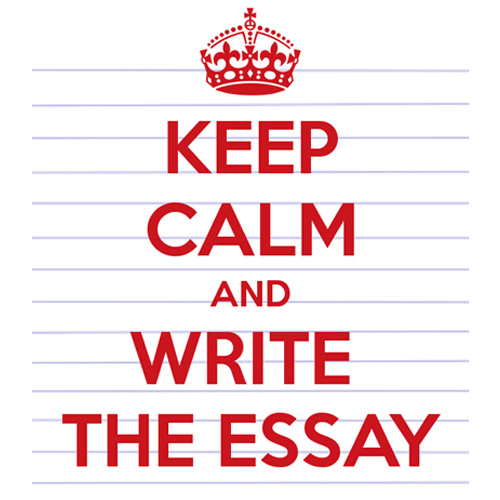 KEEP
CALM
AND
WRITE
THE ESSAY